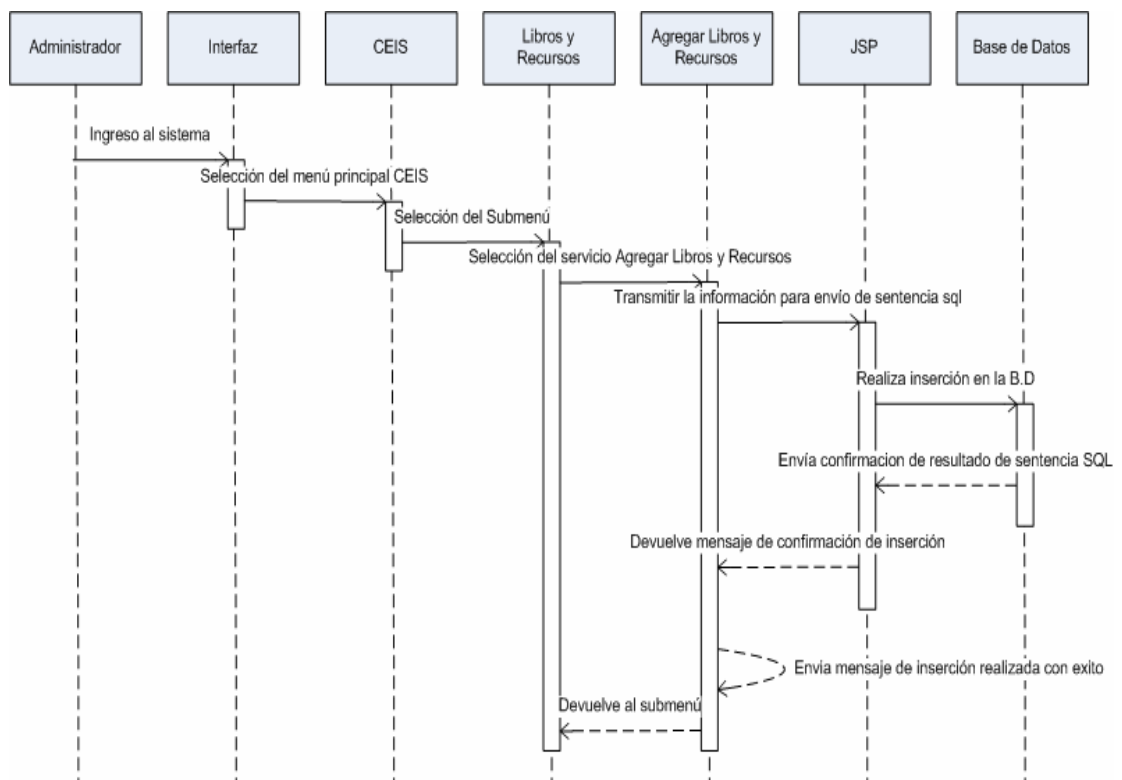 Administrador
Interfaz
CEIS
Libros y
Recursos
Agregar Libros y
Recursos
JSP
Base de Datos
Ingreso al sistema
Selección del menú principal CEIS
Selección del Submenú
Selección del servicio Agregar Libros y Recursos
Transmitir la información para envío de sentencia sql
Realiza inserción en la B.D
Envía confirmacion de resultado de sentencia SQL
Devuelve mensaje de confirmación de inserción
Envia mensaje de inserción realizada con exito
Devuelve al submenú